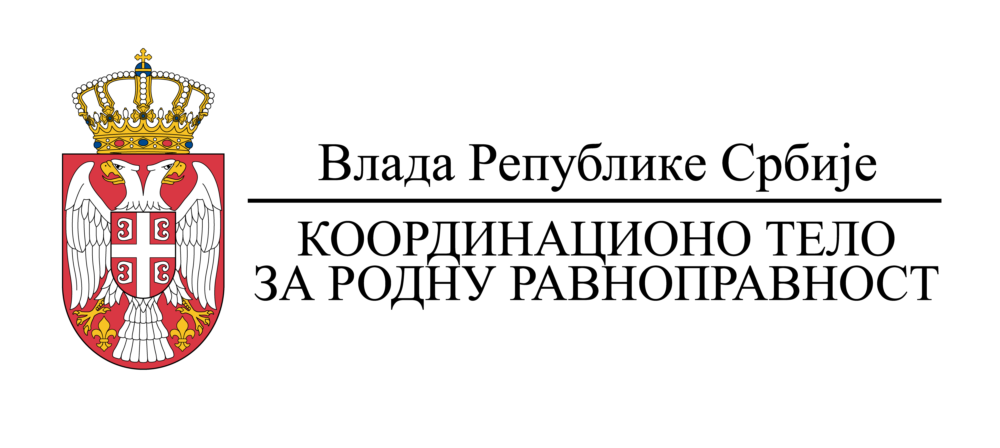 Влада Републике Србије
КООРДИНАЦИОНО ТЕЛО
ЗА РОДНУ РАВНОПРАВНОСТ